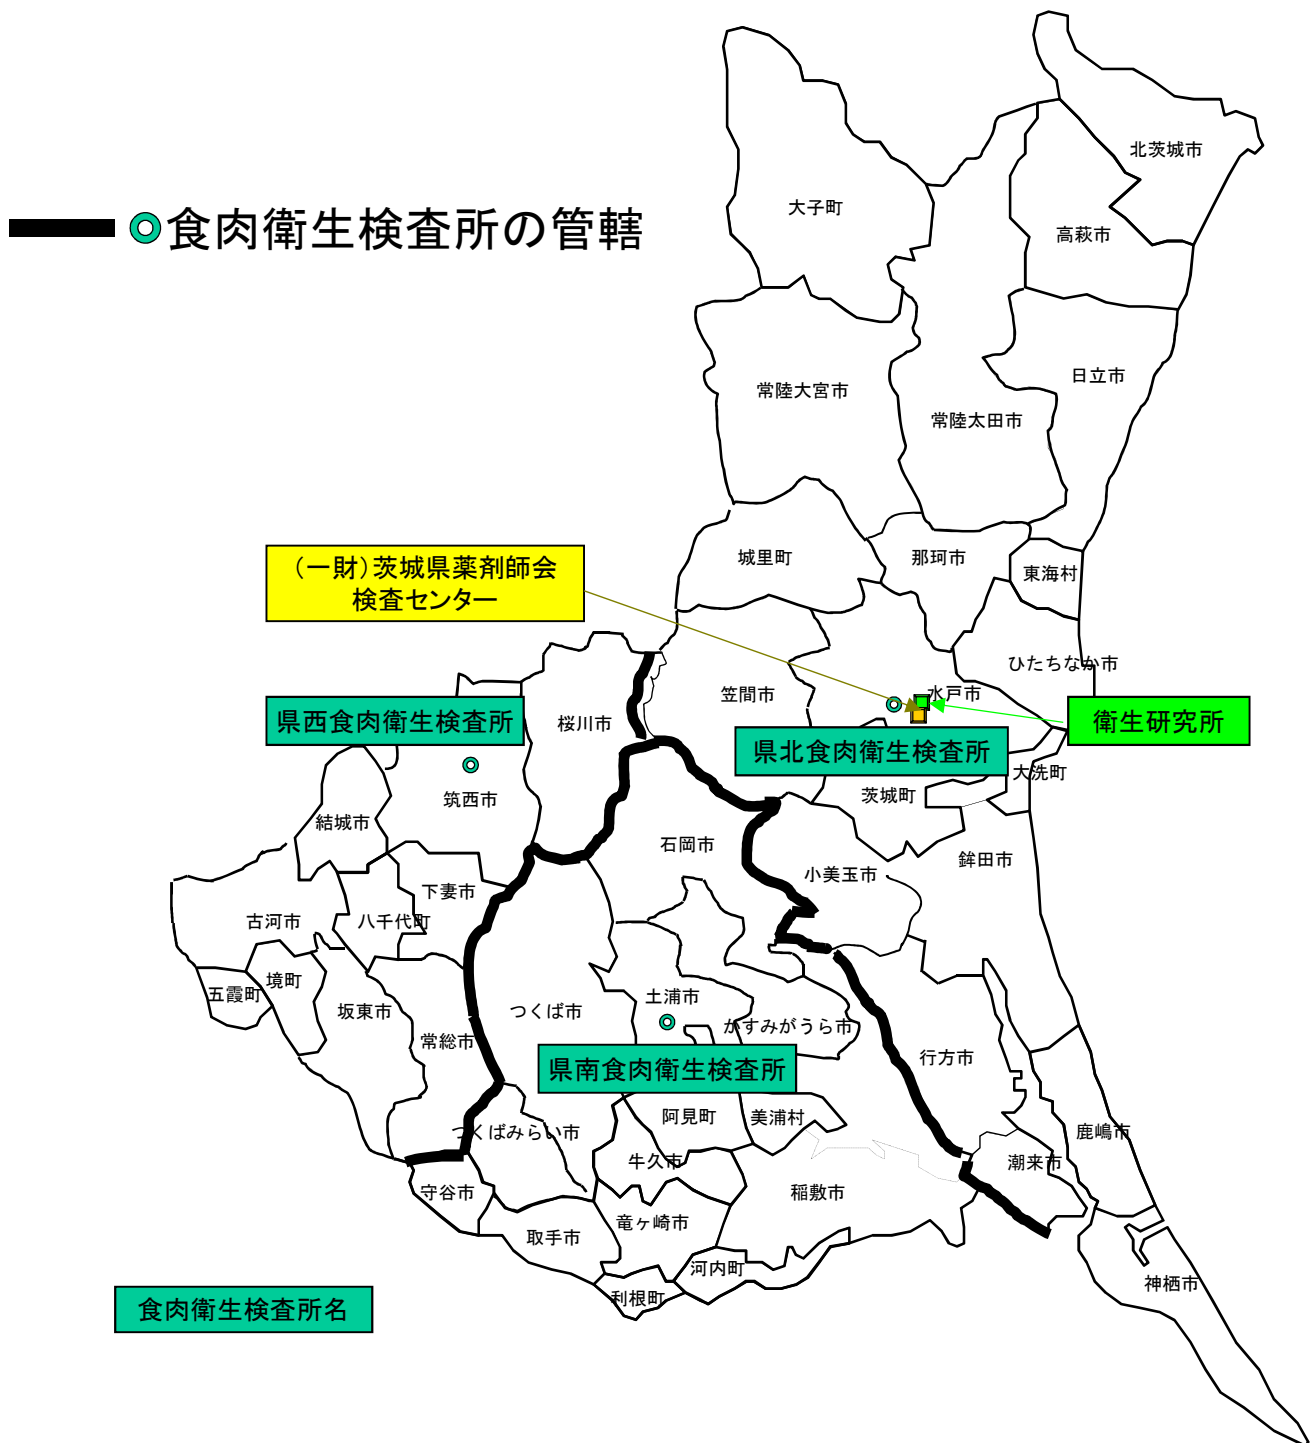 北茨城市
大子町
食肉衛生検査所の管轄
高萩市
日立市
常陸大宮市
常陸太田市
城里町
那珂市
東海村
(一財)茨城県薬剤師会
検査センター
ひたちなか市
笠間市
水戸市
県西食肉衛生検査所
桜川市
衛生研究所
県北食肉衛生検査所
大洗町
筑西市
茨城町
結城市
石岡市
鉾田市
小美玉市
下妻市
古河市
八千代町
境町
五霞町
坂東市
つくば市
土浦市
かすみがうら市
常総市
行方市
県南食肉衛生検査所
阿見町
美浦村
つくばみらい市
鹿嶋市
牛久市
潮来市
守谷市
稲敷市
竜ヶ崎市
取手市
河内町
神栖市
利根町
食肉衛生検査所名